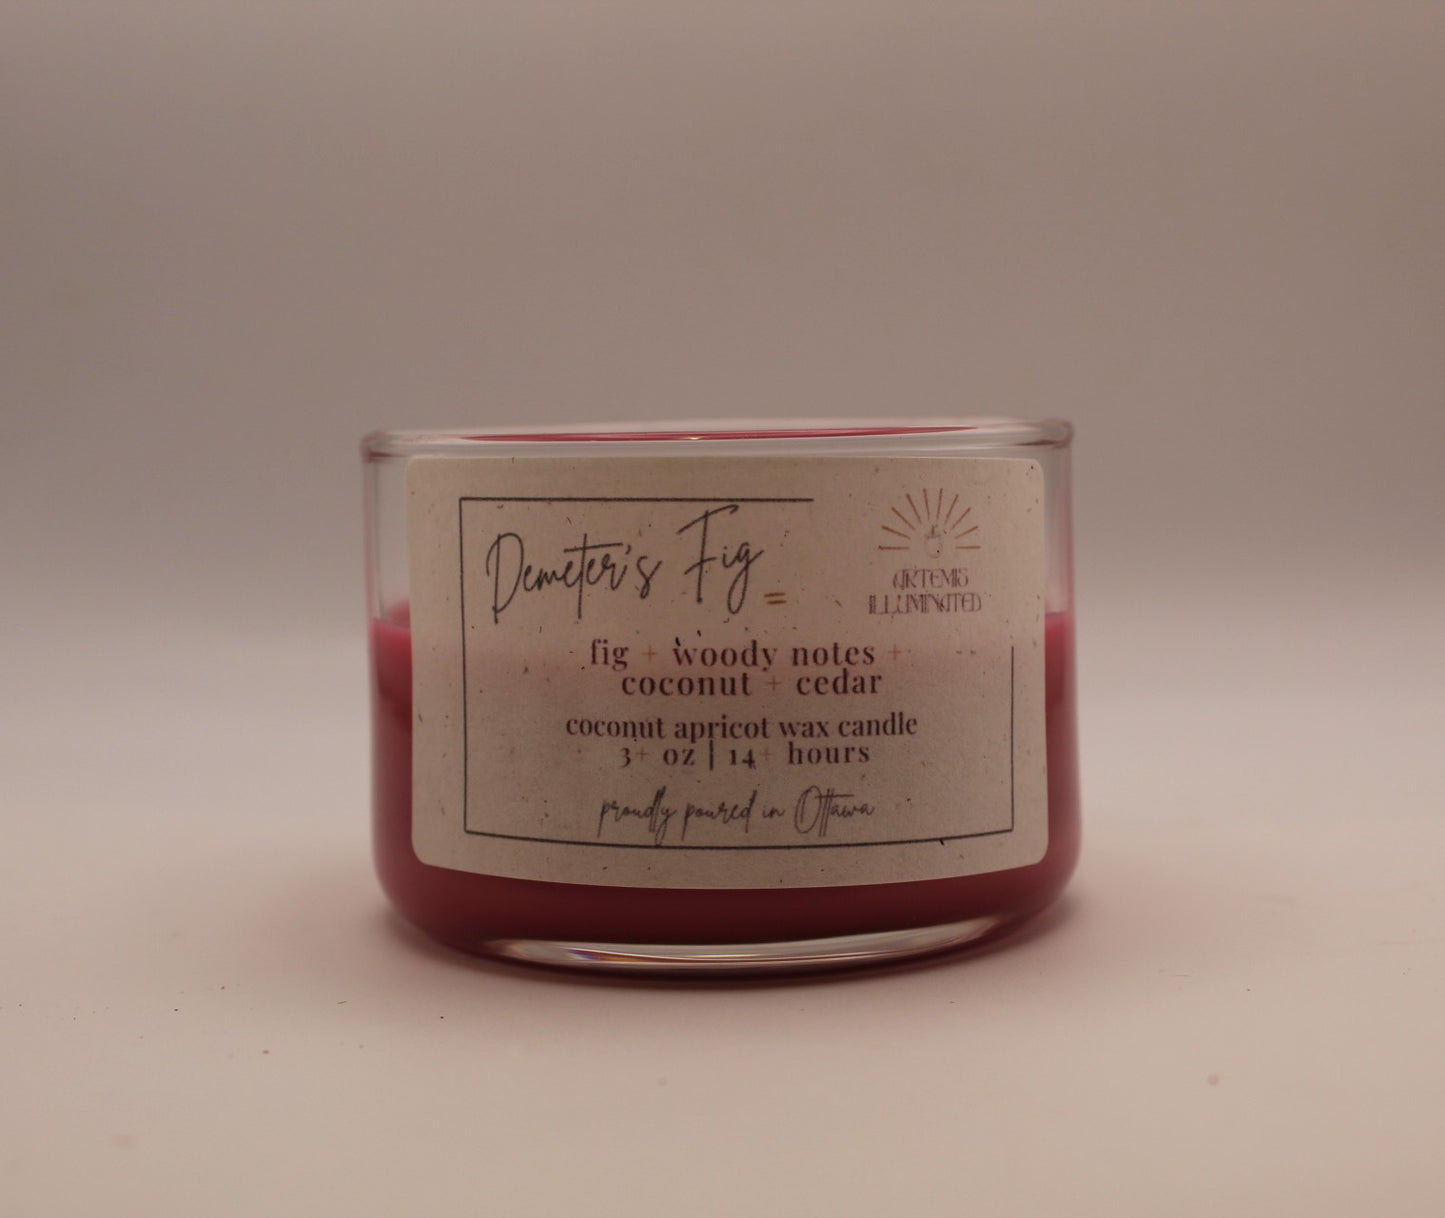 Demeter's Fig =
ARTEMIS
ILLUMINATED
fig + woody notes +
coconut + cedar
coconut apricot wax candle
3+ oz | 14+ hours
proudly poured in Ottawa